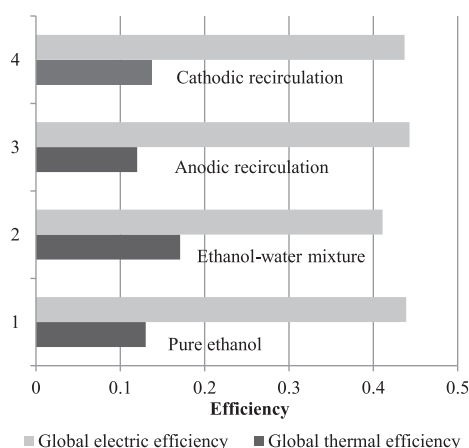 4
Cathodic recirculation
3
Anodic recirculation
2
Ethanol-water mixture
1
Pure ethanol
0 0.1 0.2 0.3 0.4 0.5
Efficiency
Global electric efficiency Global thermal efficiency